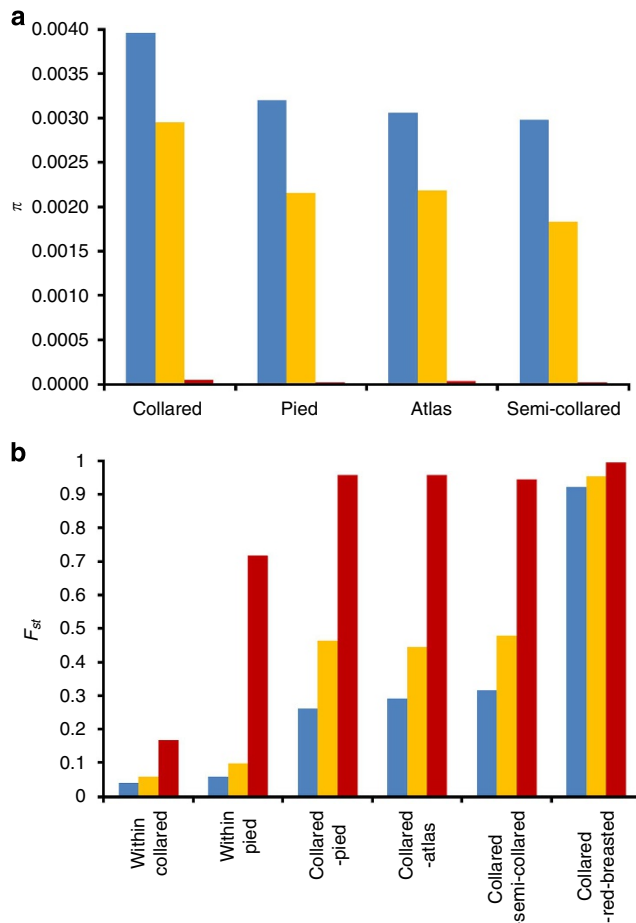 a
0.0040
0.0035
0.0030
0.0025
0.0020
0.0015
0.0010
0.0005
0.0000
π
Collared
Pied
Atlas
Semi-collared
b
1
0.9
0.8
0.7
0.6
0.5
0.4
0.3
0.2
0.1
0
Fst
Within
collared
Within
pied
Collared
-pied
Collared
-atlas
Collared
semi-collared
Collared
-red-breasted